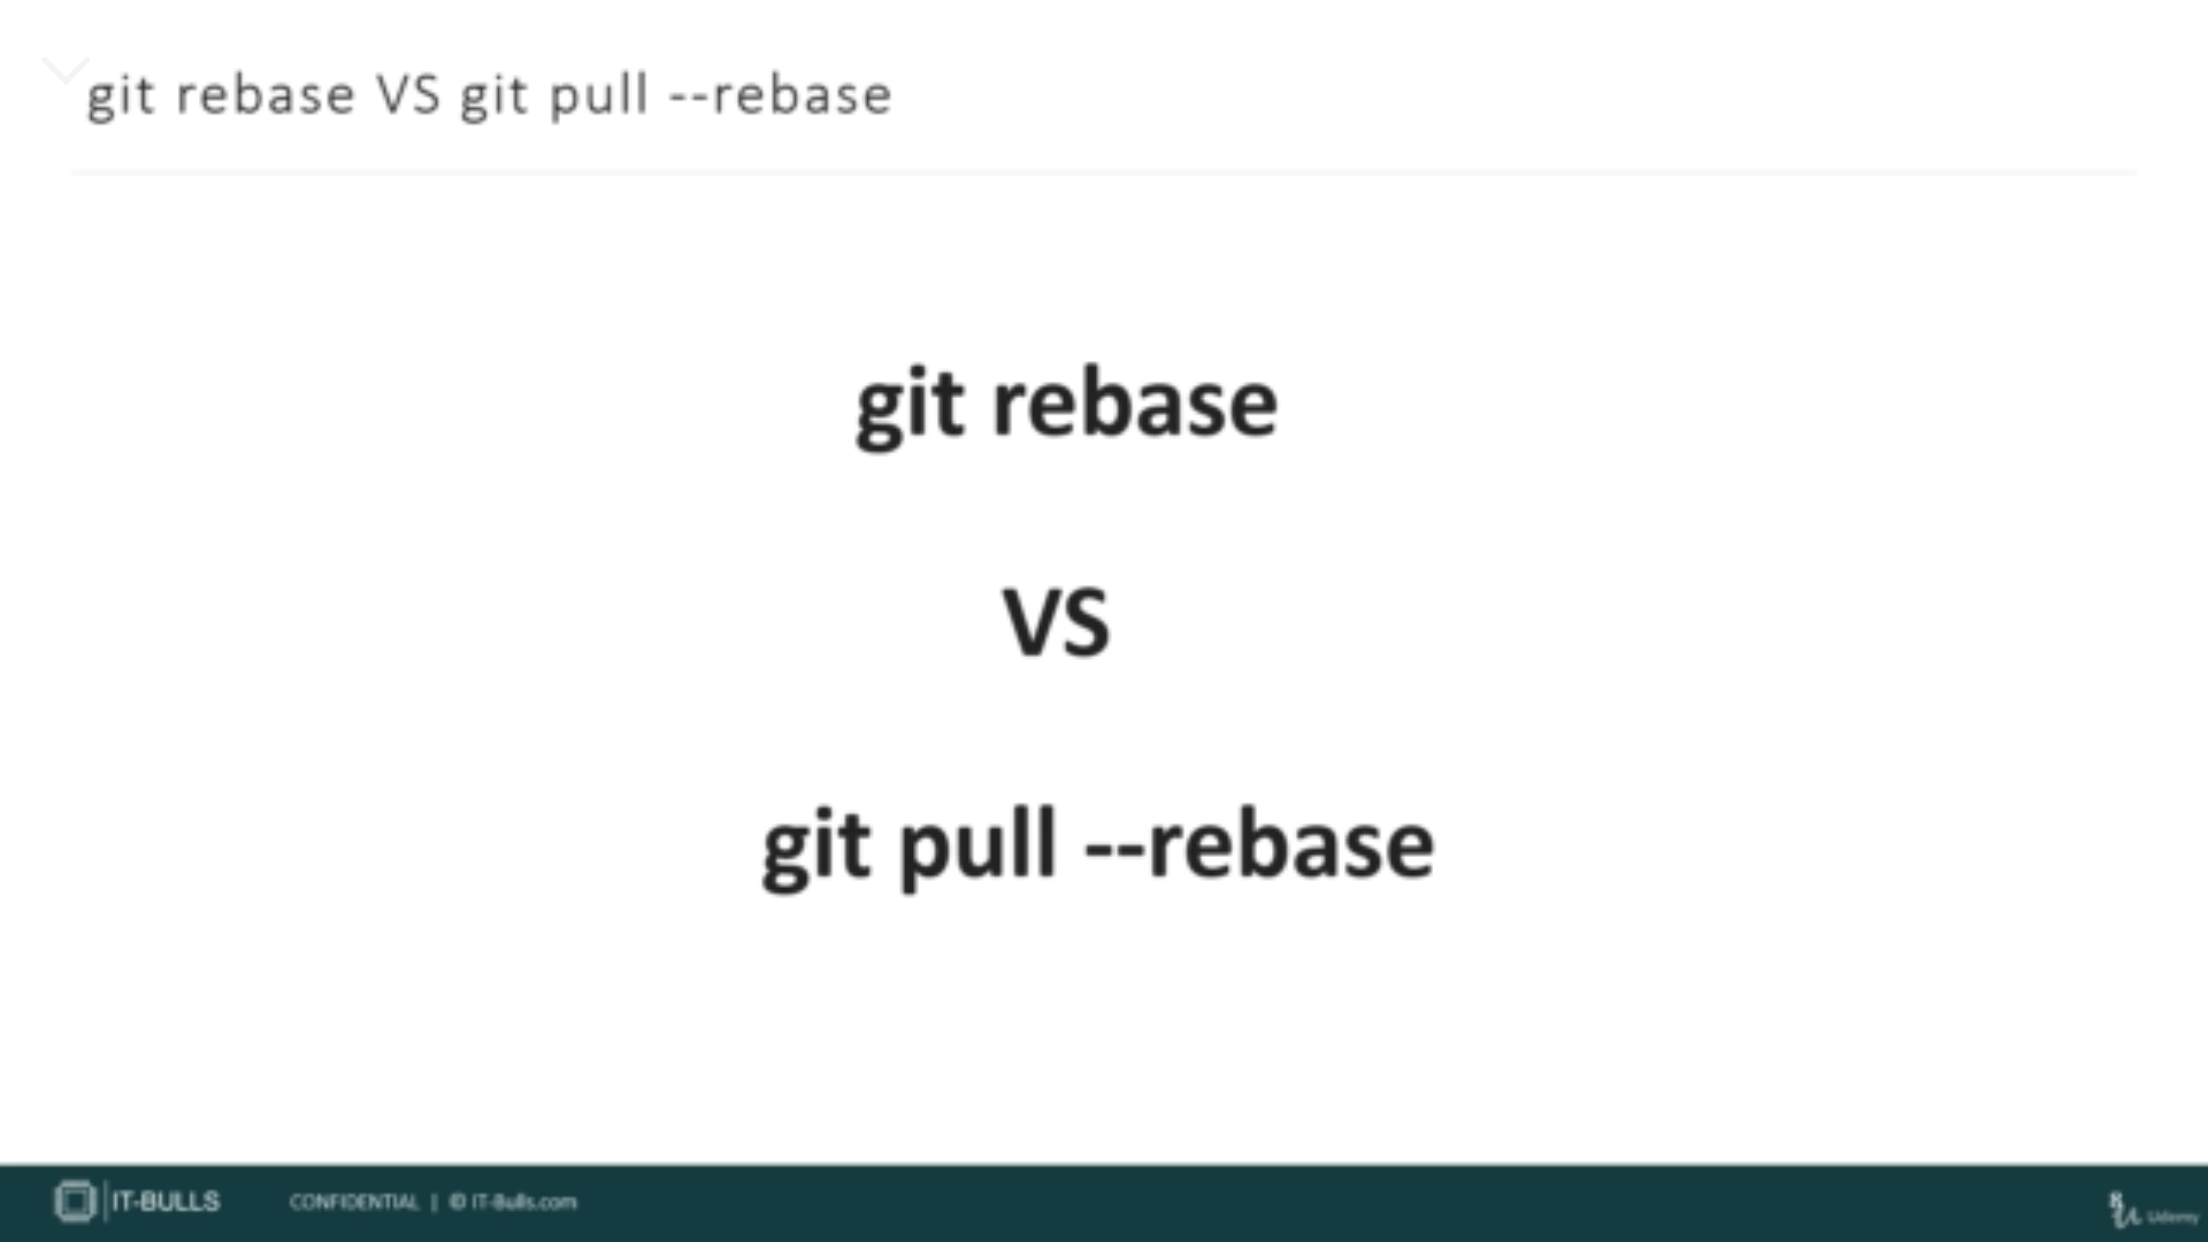 git rebase VS git pull --rebase
git rebase
VS
git pull --rebase
IT-BULLS
CONFIDENTIAL | © IT-Bulls.com
Udemy